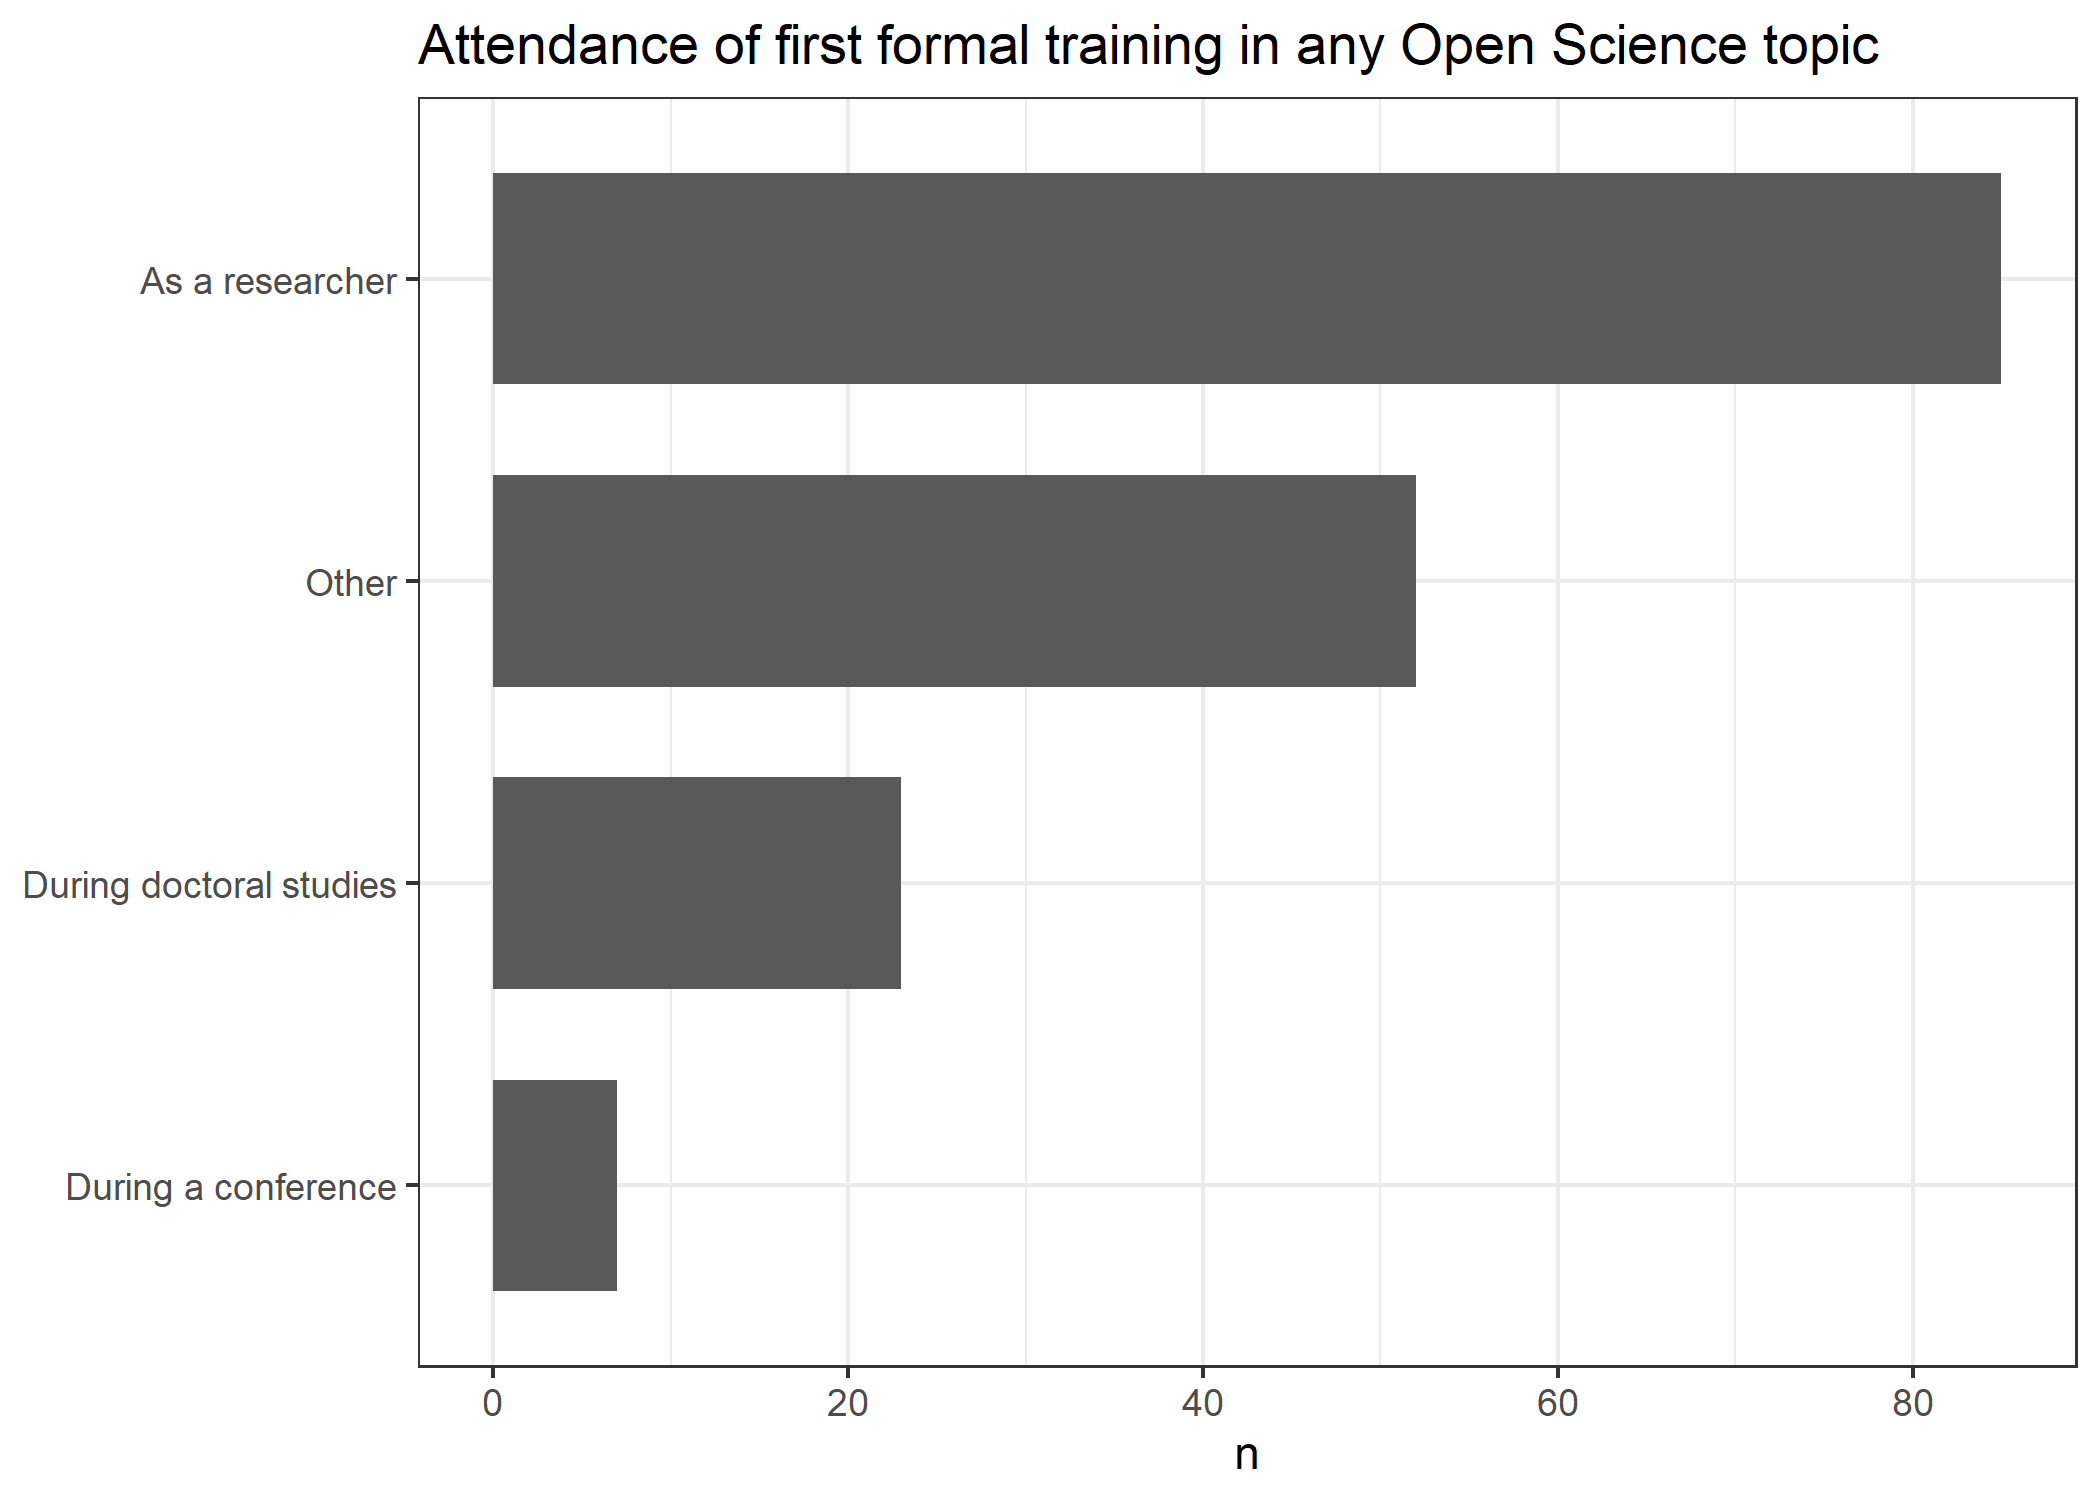 Attendance of first formal training in any Open Science topic
As a researcher
Other
During doctoral studies
During a conference
0 20 40 60 80
n